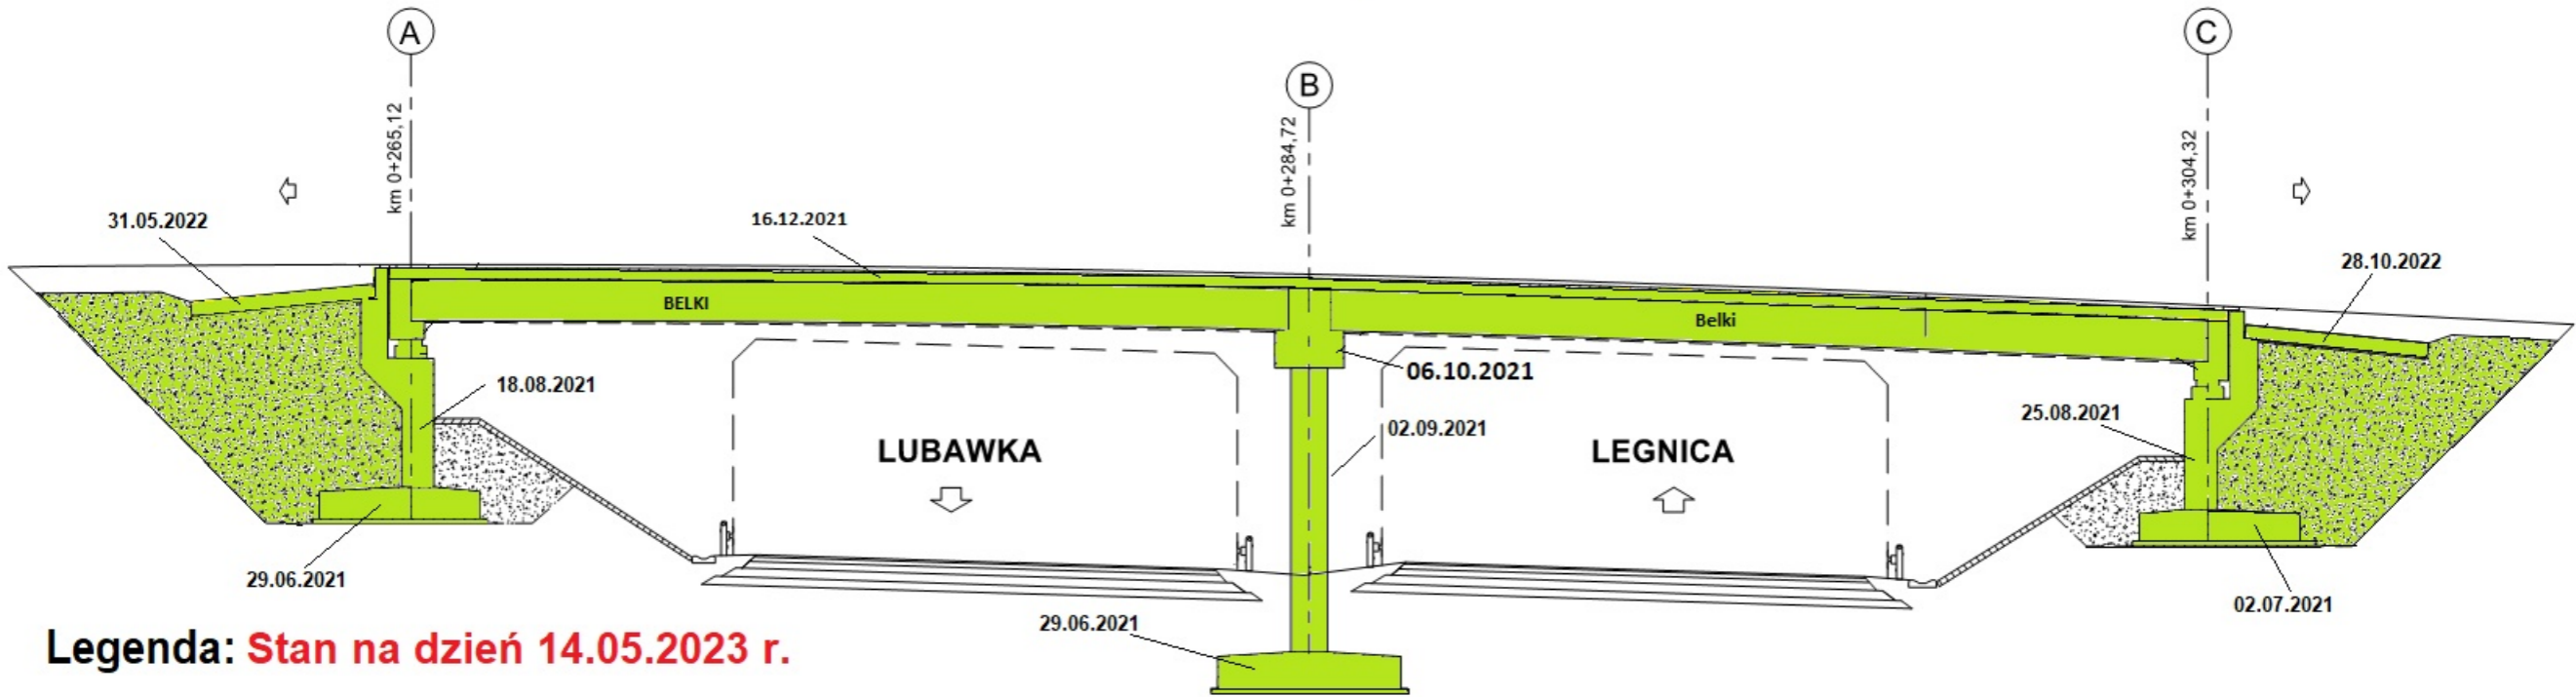 A
B
C
km 0+265,12
km 0+284,72
km 0+304,32
31.05.2022
16.12.2021
28.10.2022
BELKI
Belki
18.08.2021
06.10.2021
02.09.2021
25.08.2021
LUBAWKA
LEGNICA
29.06.2021
29.06.2021
02.07.2021
Legenda: Stan na dzień 14.05.2023 r.